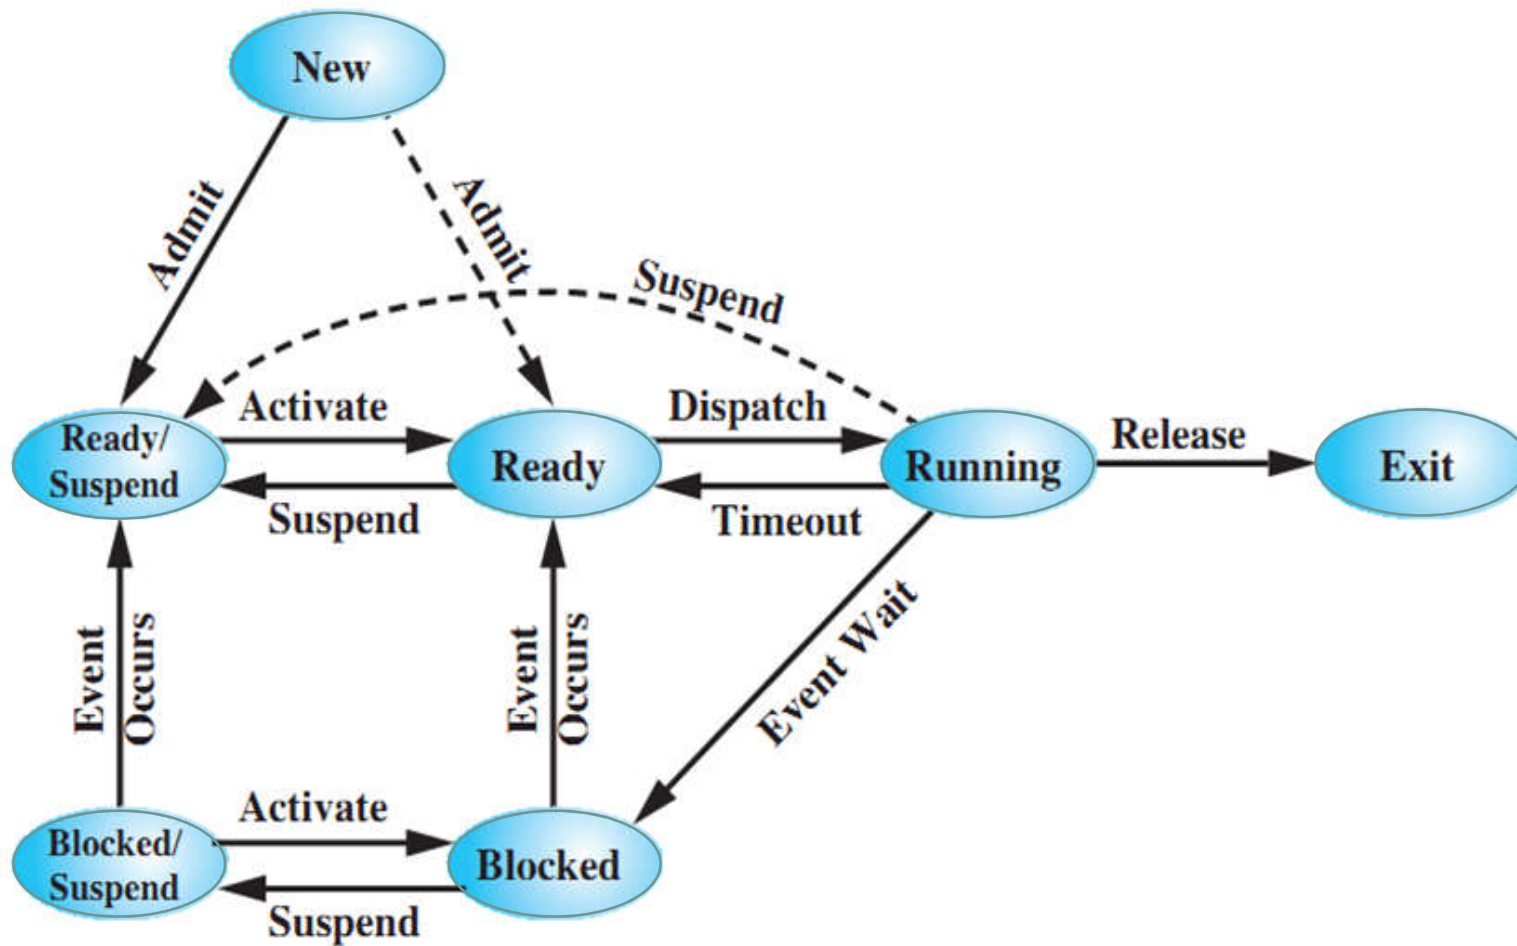 New
Admit
Admit
Suspend
Activate
Dispatch
Release
Ready/
Suspend
Ready
Running
Exit
Suspend
Timeout
Event
Occurs
Event
Occurs
Event Wait
Activate
Blocked/
Suspend
Blocked
Suspend